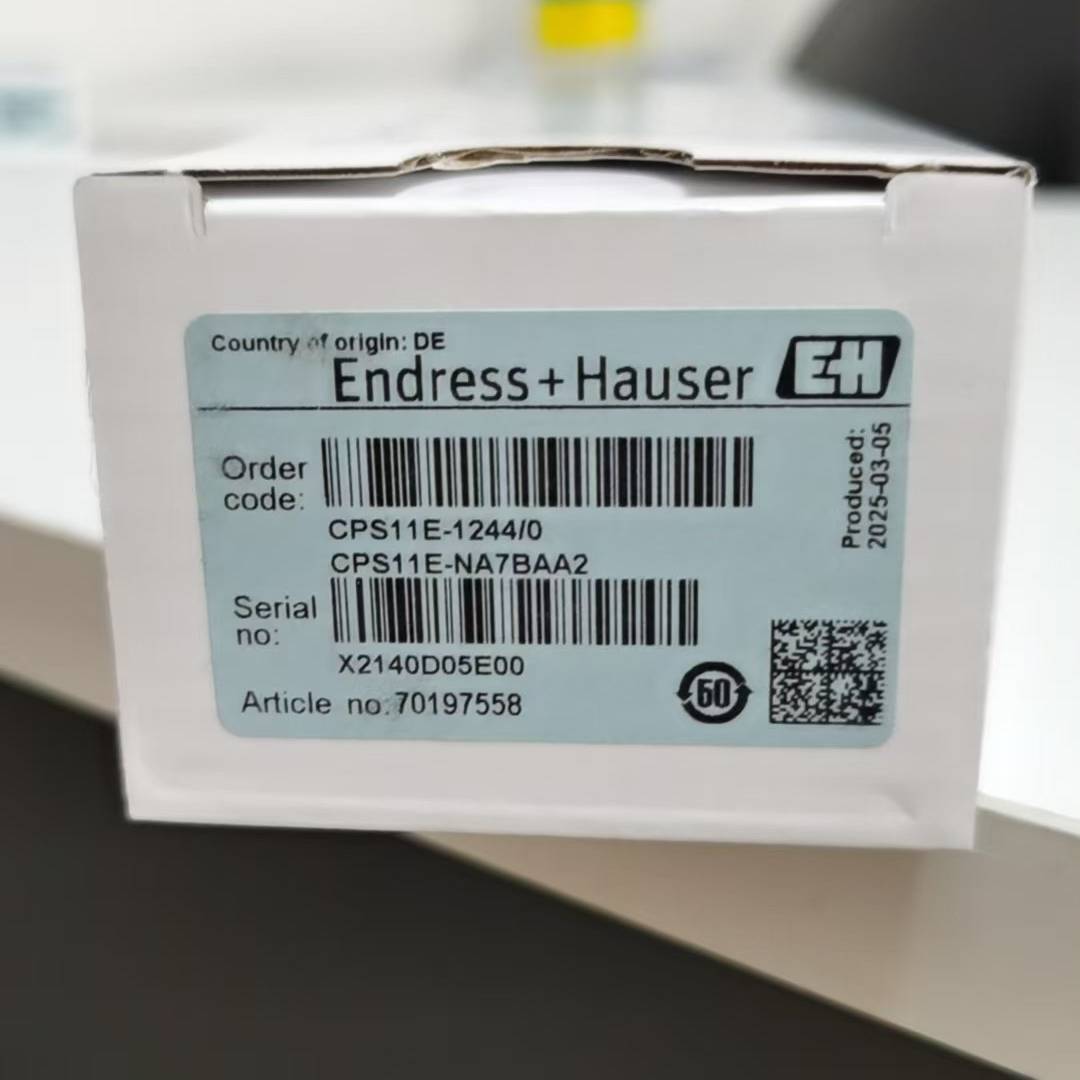 Country of origin: DE
Endress+Hauser
EH
Order code:
CPS11E-1244/0
CPS11E-NA7BAA2
Produced: 2025-03-05
Serial no:
X2140D05E00
Article no:70197558
50